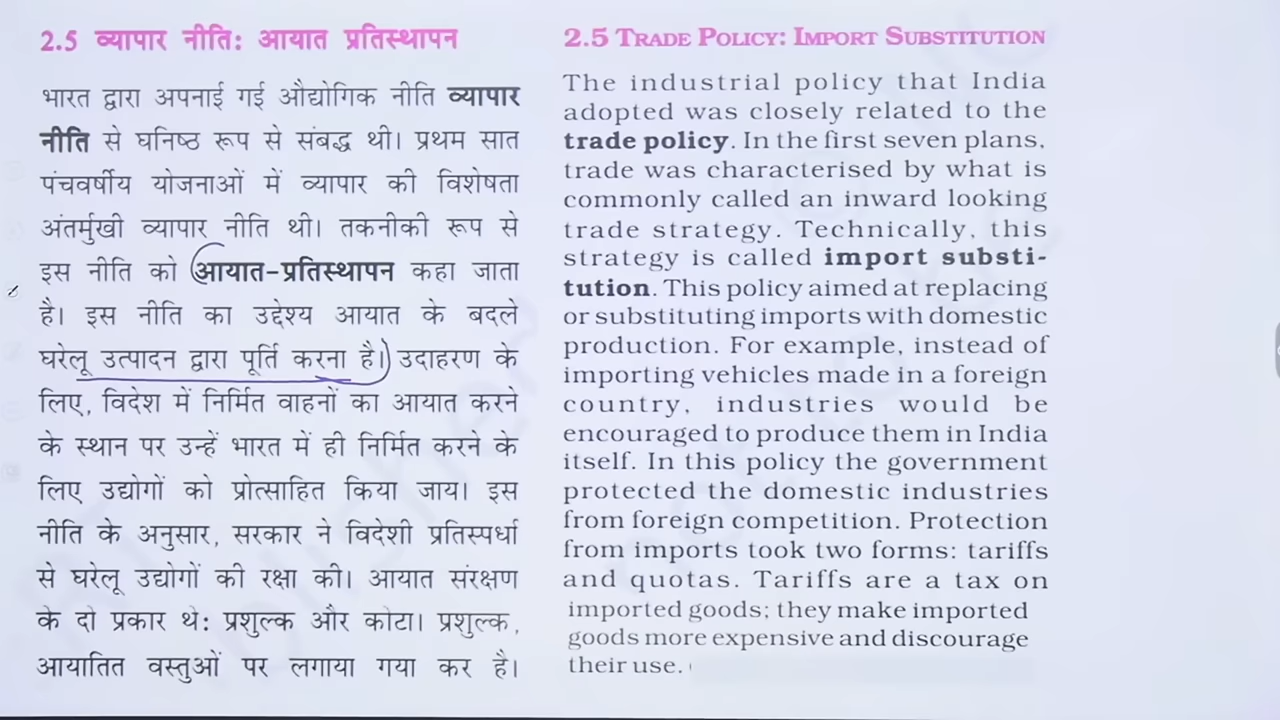 2.5 व्यापार नीति: आयात प्रतिस्थापन
भारत द्वारा अपनाई गई औद्योगिक नीति व्यापार
नीति से घनिष्ठ रूप से संबद्ध थी। प्रथम सात
पंचवर्षीय योजनाओं में व्यापार की विशेषता
अंतर्मुखी व्यापार नीति थी। तकनीकी रूप से
इस नीति को आयात-प्रतिस्थापन कहा जाता
है। इस नीति का उद्देश्य आयात के बदले
घरेलू उत्पादन द्वारा पूर्ति करना है। उदाहरण के
लिए, विदेश में निर्मित वाहनों का आयात करने
के स्थान पर उन्हें भारत में ही निर्मित करने के
लिए उद्योगों को प्रोत्साहित किया जाय। इस
नीति के अनुसार, सरकार ने विदेशी प्रतिस्पर्धा
से घरेलू उद्योगों की रक्षा की। आयात संरक्षण
के दो प्रकार थे: प्रशुल्क और कोटा। प्रशुल्क,
आयातित वस्तुओं पर लगाया गया कर है।
2.5 TRADE POLICY: IMPORT SUBSTITUTION
The industrial policy that India
adopted was closely related to the
trade policy. In the first seven plans,
trade was characterised by what is
commonly called an inward looking
trade strategy. Technically, this
strategy is called import substi-
tution. This policy aimed at replacing
or substituting imports with domestic
production. For example, instead of
importing vehicles made in a foreign
country, industries would be
encouraged to produce them in India
itself. In this policy the government
protected the domestic industries
from foreign competition. Protection
from imports took two forms: tariffs
and quotas. Tariffs are a tax on
imported goods; they make imported
goods more expensive and discourage
their use.